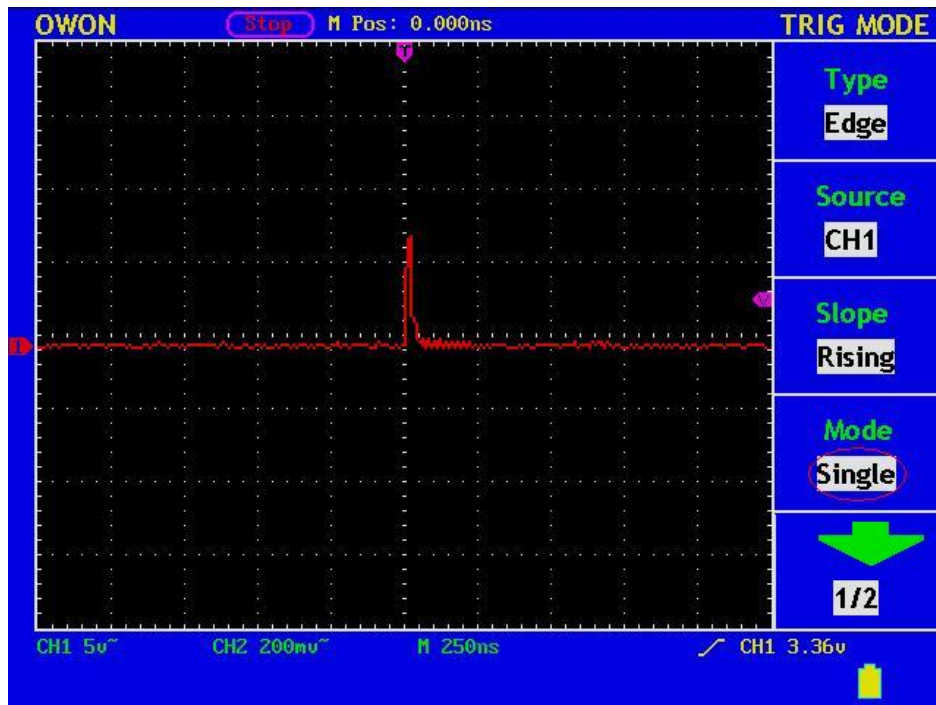 OWON Stop M Pos: 0.000ns TRIG MODE
T
Type
Edge
Source
CH1
Slope
Rising
1
Mode
Single
1/2
CH1 5v~ CH2 200mv~ M 250ns CH1 3.36v